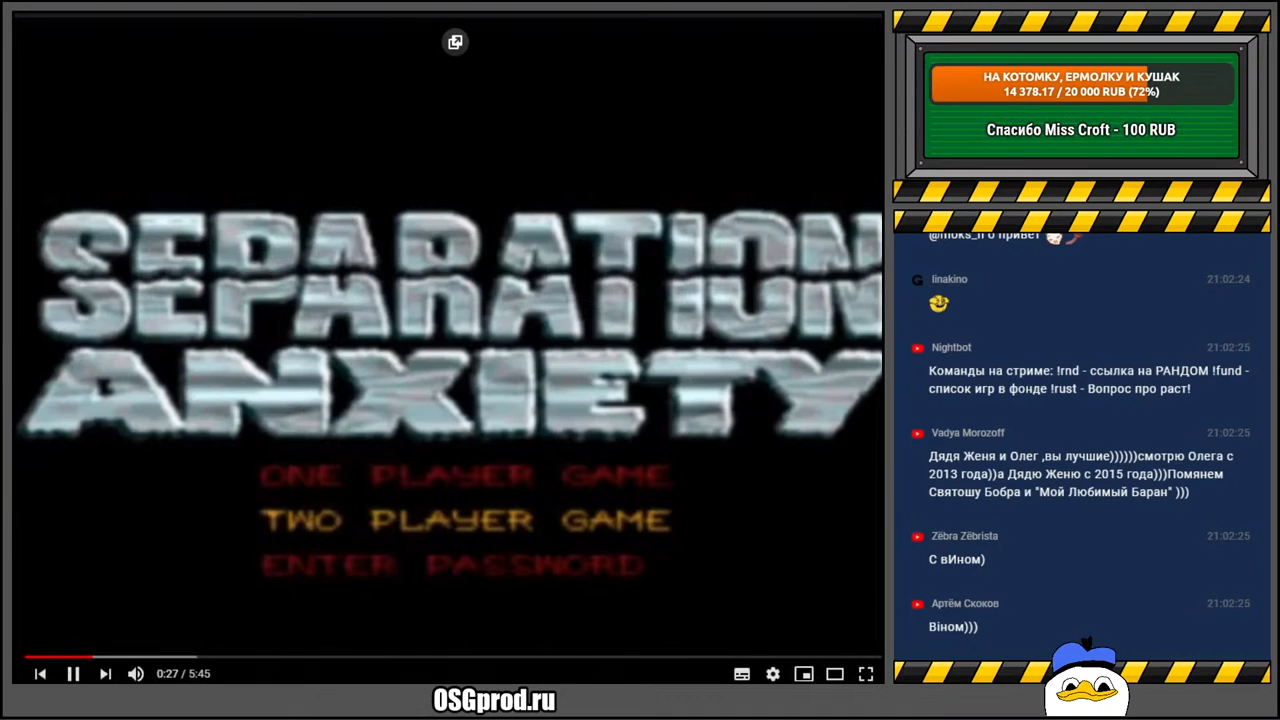 SEPARATION
ANXIETY
ONE PLAYER GAME
TWO PLAYER GAME
ENTER PASSWORD
0:27 / 5:45
OSGprod.ru
НА КОТОМКУ, ЕРМОЛКУ И КУШАК
14 378.17 / 20 000 RUB (72%)
Спасибо Miss Croft - 100 RUB
привет
linakino 21:02:24
Nightbot 21:02:25
Команды на стриме: !rnd - ссылка на РАНДОМ !fund -
список игр в фонде !rust - Вопрос про раст!
Vadya Morozoff 21:02:25
Дядя Женя и Олег ,вы лучшие))))))смотрю Олега с
2013 года))а Дядю Женю с 2015 года)))Помянем
Святошу Бобра и "Мой Любимый Баран" )))
Zёbra Zёbrista 21:02:25
С вИном)
Артём Скоков 21:02:25
Віном)))